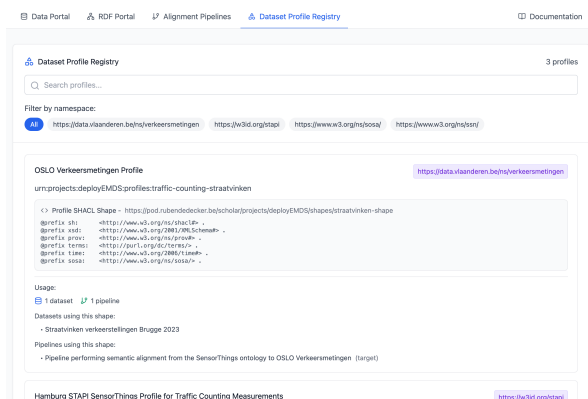 Data Portal RDF Portal Alignment Pipelines Dataset Profile Registry Documentation
Dataset Profile Registry 3 profiles
Search profiles...
Filter by namespace:
All https://data.vlaanderen.be/ns/verkeersmetingen https://w3id.org/stapi https://www.w3.org/ns/sosa/ https://www.w3.org/ns/ssn/
OSLO Verkeersmetingen Profile https://data.vlaanderen.be/ns/verkeersmetingen
urn:projects:deployEMDS:profiles:traffic-counting-straatvinken
<> Profile SHACL Shape - https://pod.rubendedecker.be/scholar/projects/deployEMDS/shapes/straatvinken-shape
@prefix sh: <http://www.w3.org/ns/shacl#> .
@prefix xsd: <http://www.w3.org/2001/XMLSchema#> .
@prefix prov: <http://www.w3.org/ns/prov#> .
@prefix terms: <http://purl.org/dc/terms/> .
@prefix time: <http://www.w3.org/2006/time#> .
@prefix sosa: <http://www.w3.org/ns/sosa/> .
Usage:
1 dataset 1 pipeline
Datasets using this shape:
• Straatvinken verkeerstellingen Brugge 2023
Pipelines using this shape:
• Pipeline performing semantic alignment from the SensorThings ontology to OSLO Verkeersmetingen (target)
Hamburg STAPI SensorThings Profile for Traffic Counting Measurements https://w3id.org/stapi